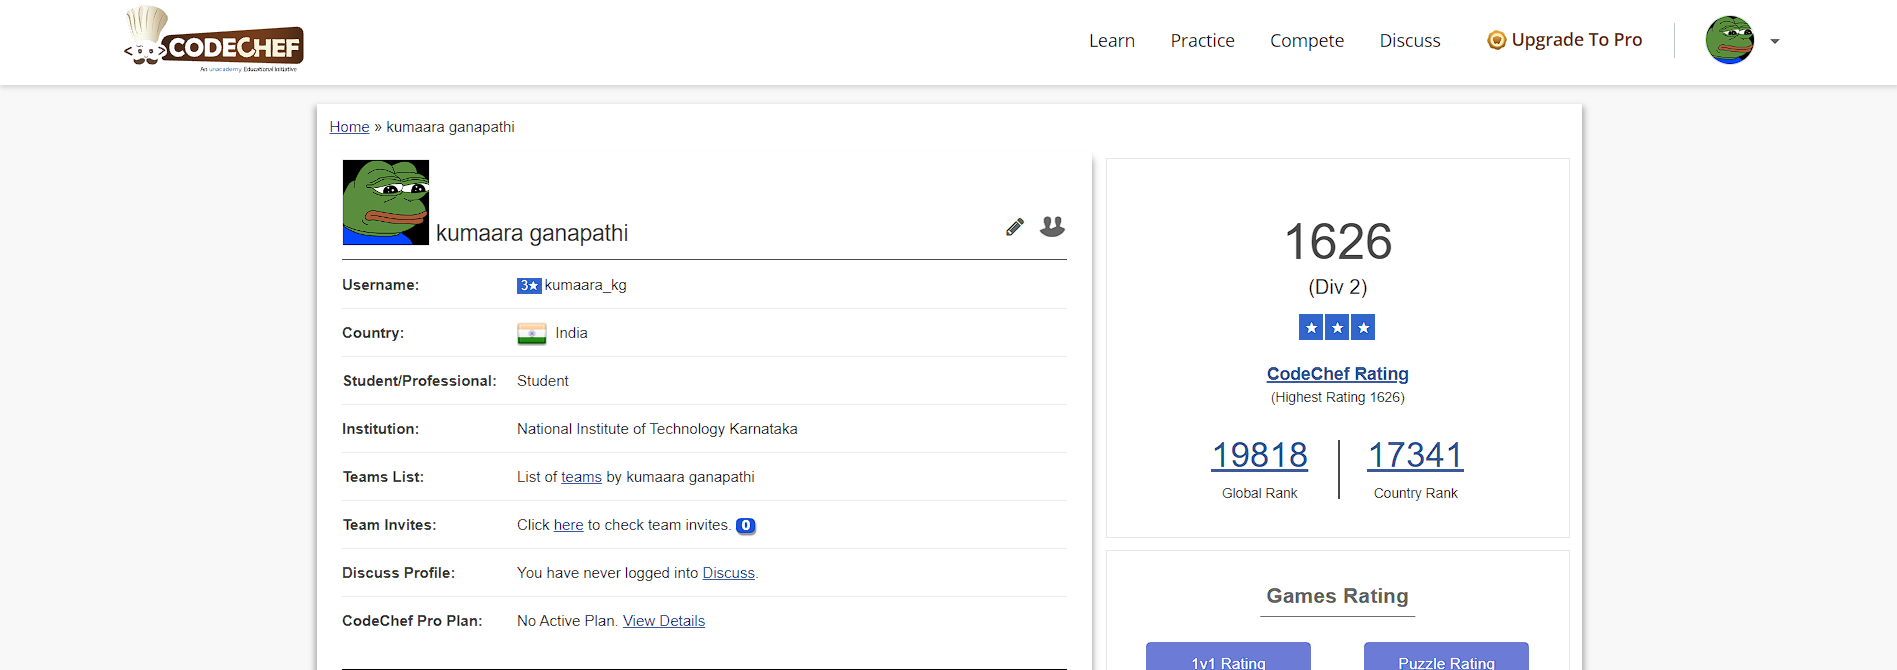 CODECHEF
An unacademy Educational Initiative
Learn Practice Compete Discuss Upgrade To Pro
Home » kumaara ganapathi
kumaara ganapathi
Username: 3★ kumaara_kg
Country: India
Student/Professional: Student
Institution: National Institute of Technology Karnataka
Teams List: List of teams by kumaara ganapathi
Team Invites: Click here to check team invites. 0
Discuss Profile: You have never logged into Discuss.
CodeChef Pro Plan: No Active Plan. View Details
1626
(Div 2)
★★★
CodeChef Rating
(Highest Rating 1626)
19818 17341
Global Rank Country Rank
Games Rating
1v1 Rating Puzzle Rating